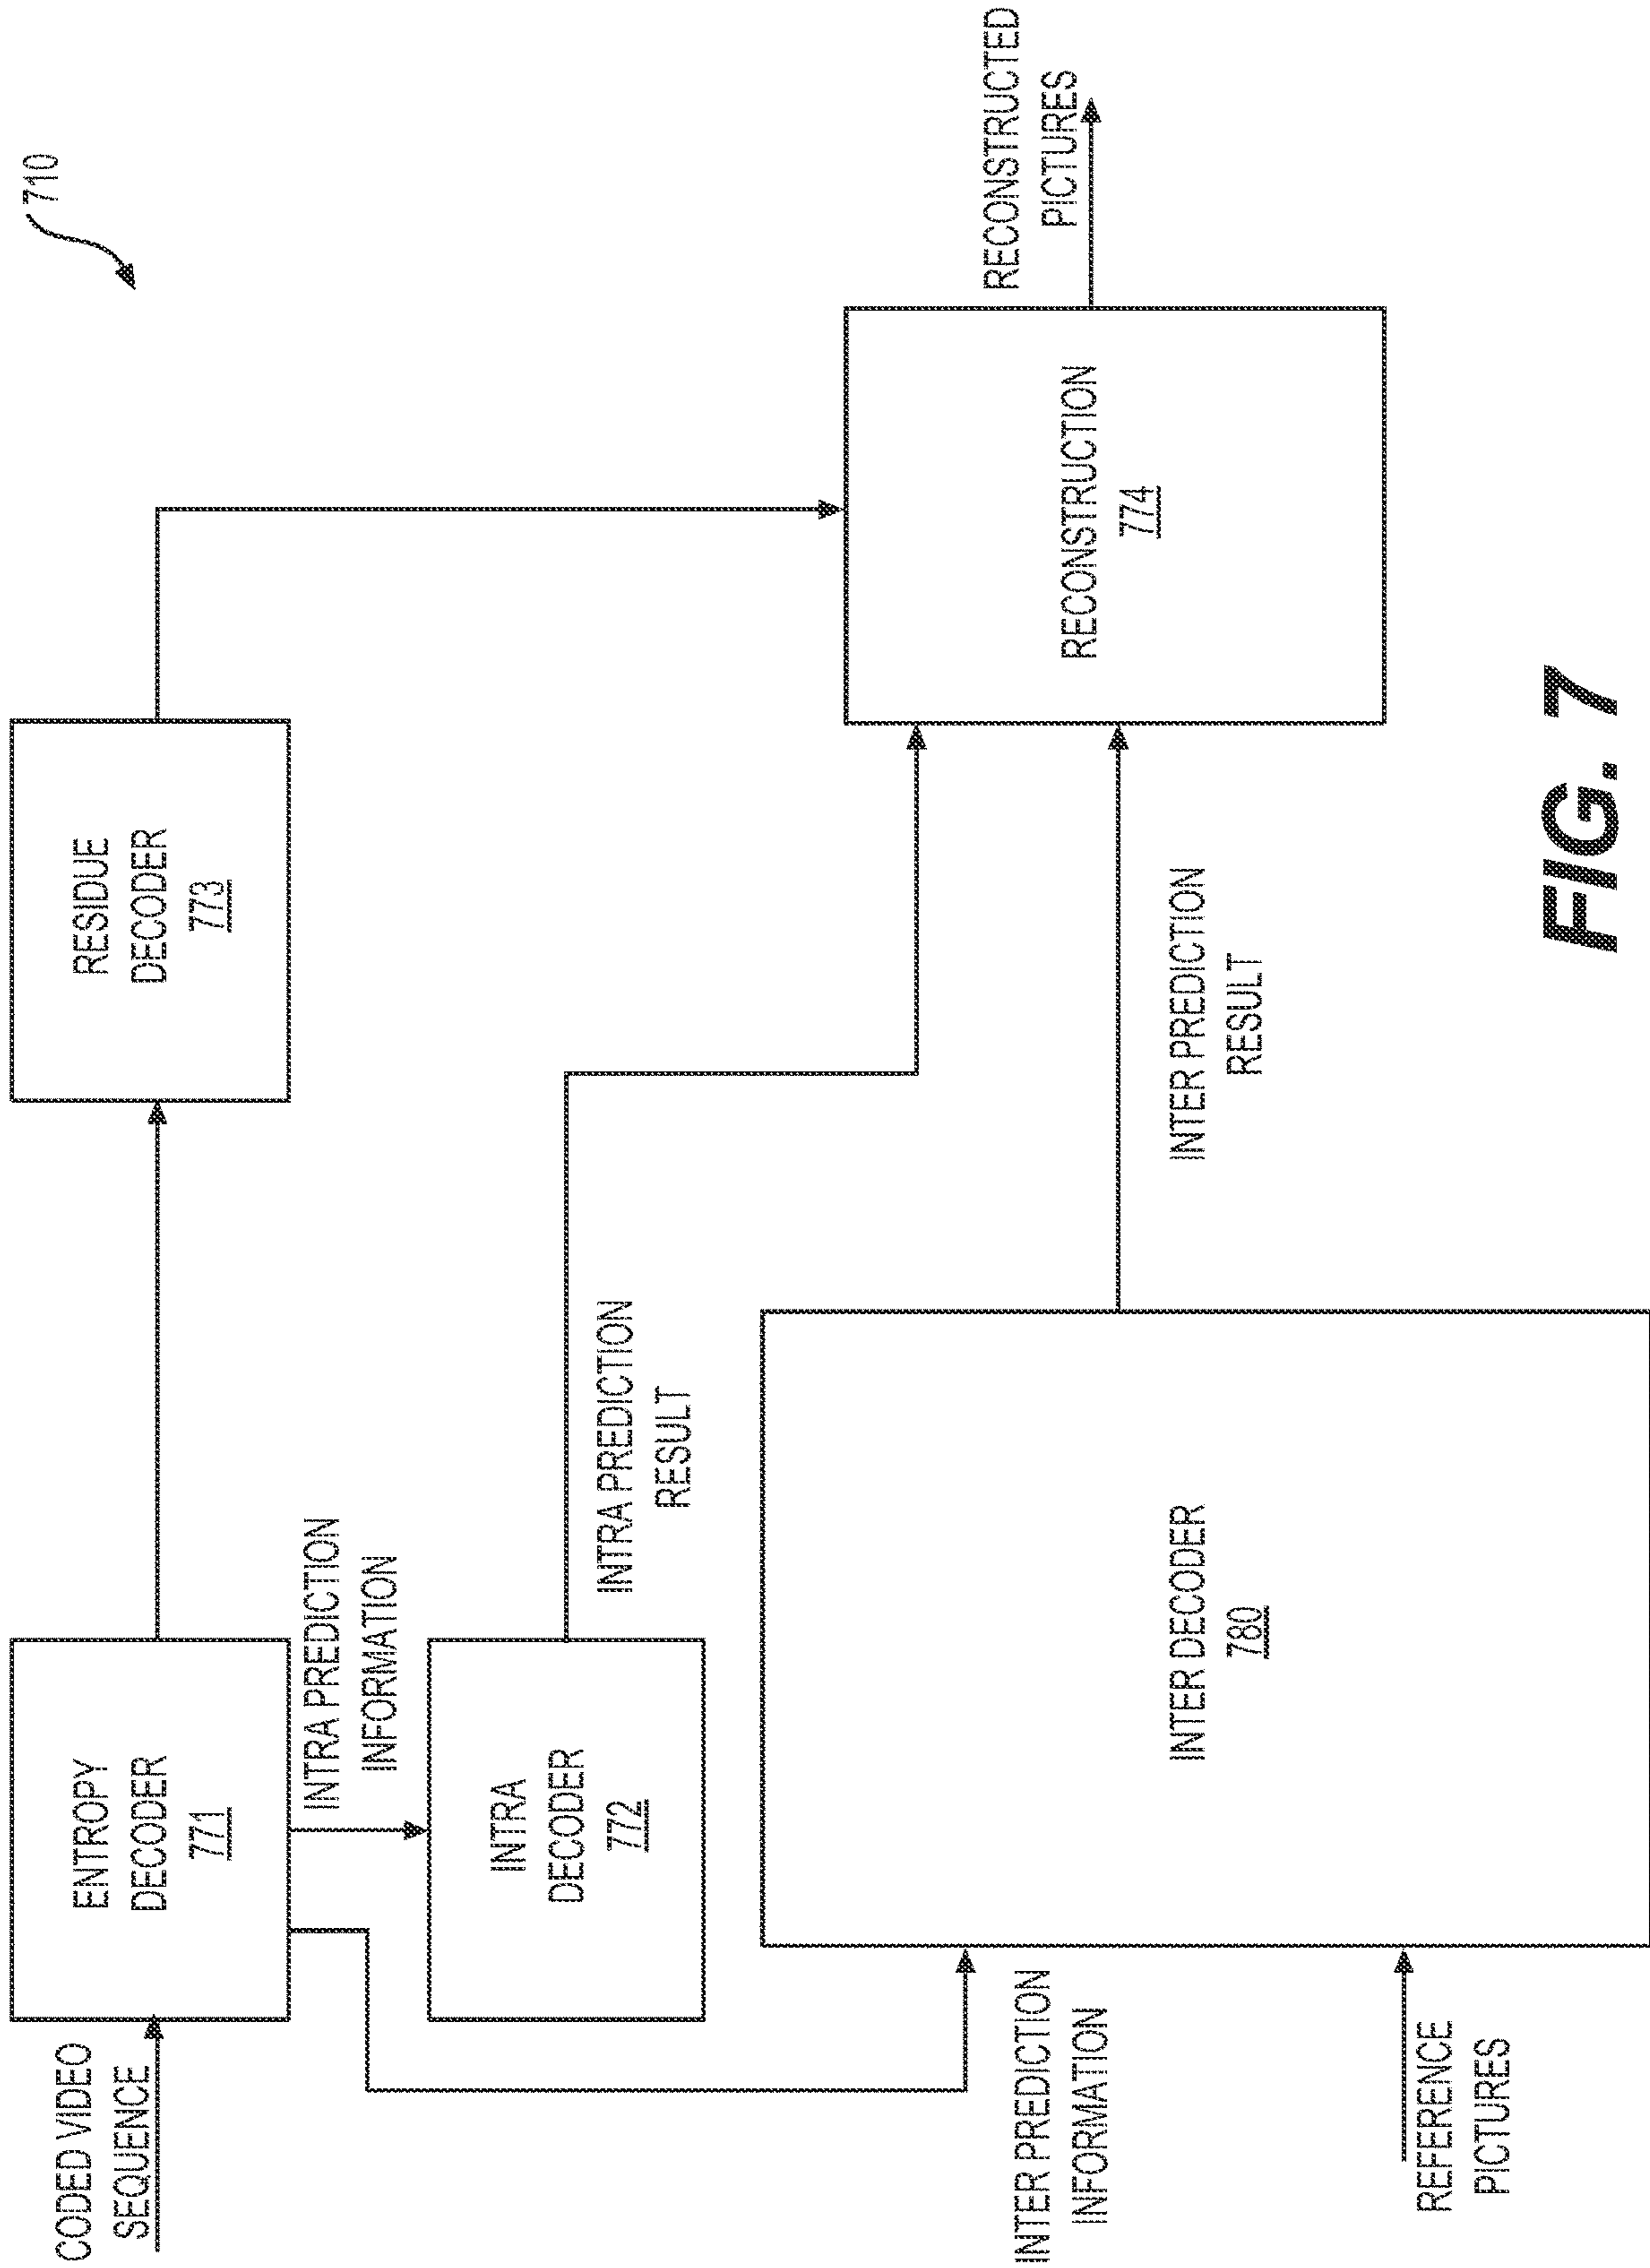 710
CODED VIDEO
SEQUENCE
ENTROPY
DECODER
771
RESIDUE
DECODER
773
INTRA PREDICTION
INFORMATION
INTRA
DECODER
772
INTRA PREDICTION
RESULT
RECONSTRUCTED
PICTURES
RECONSTRUCTION
774
INTER PREDICTION
INFORMATION
INTER DECODER
780
INTER PREDICTION
RESULT
REFERENCE
PICTURES
FIG. 7